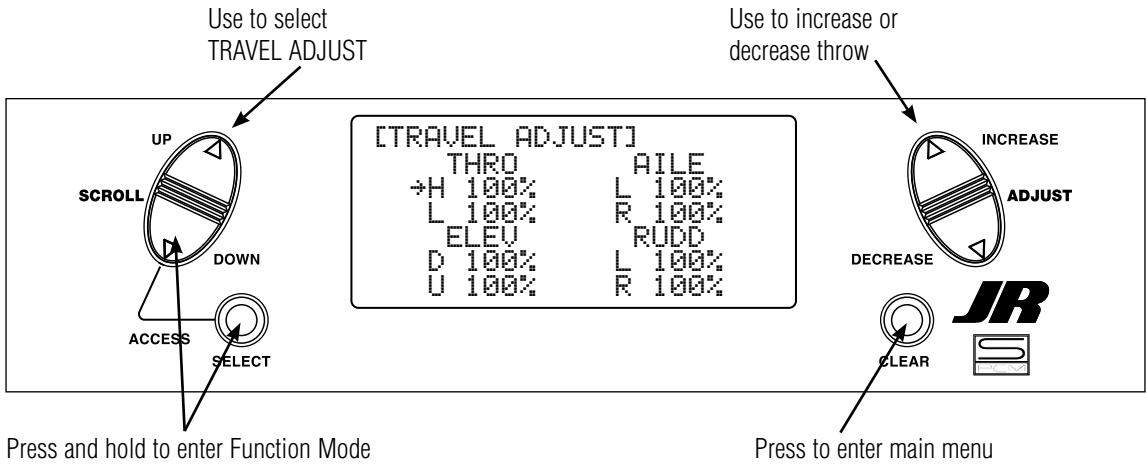 Use to select
TRAVEL ADJUST
Use to increase or
decrease throw
UP
SCROLL
DOWN
ACCESS
SELECT
[TRAVEL ADJUST]
THRO AILE
→H 100% L 100%
L 100% R 100%
ELEV RUDD
D 100% L 100%
U 100% R 100%
INCREASE
ADJUST
DECREASE
CLEAR
JR
S
PCM
Press and hold to enter Function Mode
Press to enter main menu